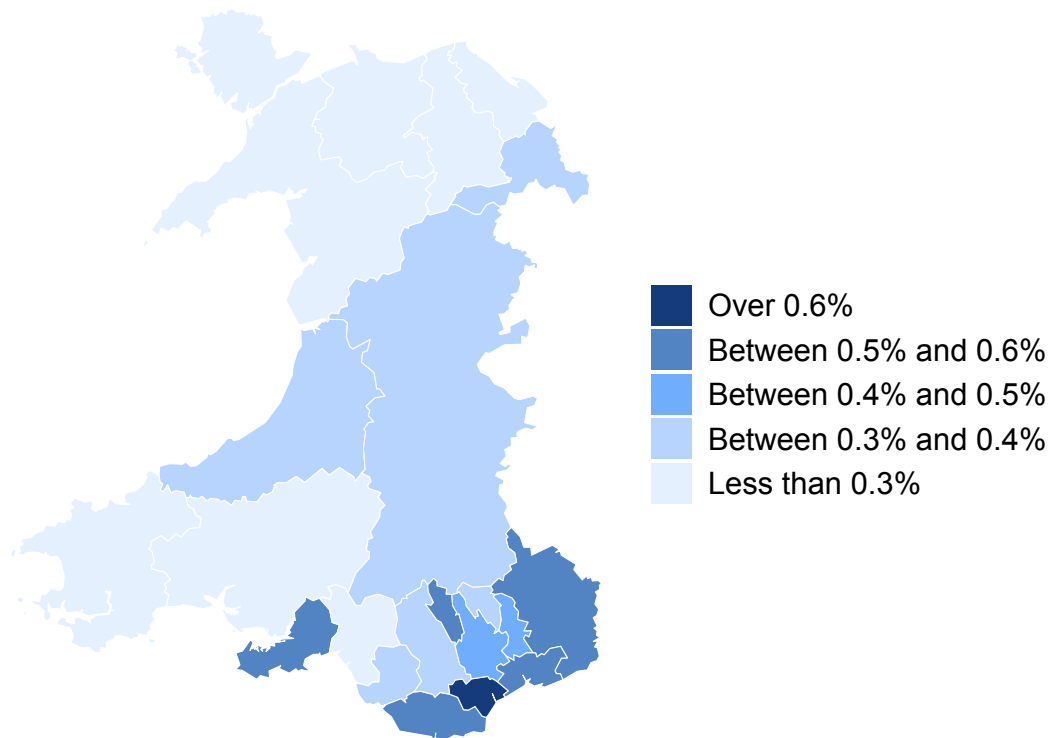 Over 0.6%
Between 0.5% and 0.6%
Between 0.4% and 0.5%
Between 0.3% and 0.4%
Less than 0.3%